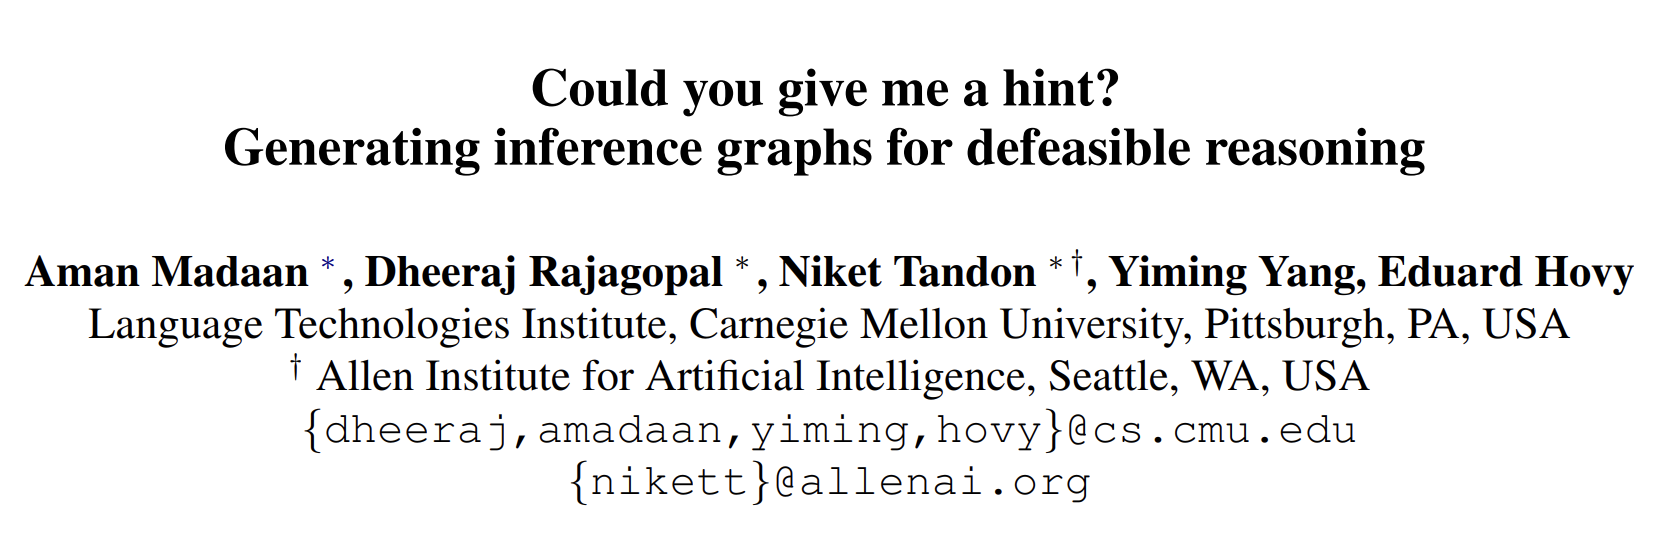 Could you give me a hint?
Generating inference graphs for defeasible reasoning
Aman Madaan *, Dheeraj Rajagopal *, Niket Tandon *†, Yiming Yang, Eduard Hovy
Language Technologies Institute, Carnegie Mellon University, Pittsburgh, PA, USA
† Allen Institute for Artificial Intelligence, Seattle, WA, USA
{dheeraj,amadaan,yiming,hovy}@cs.cmu.edu
{nikett}@allenai.org